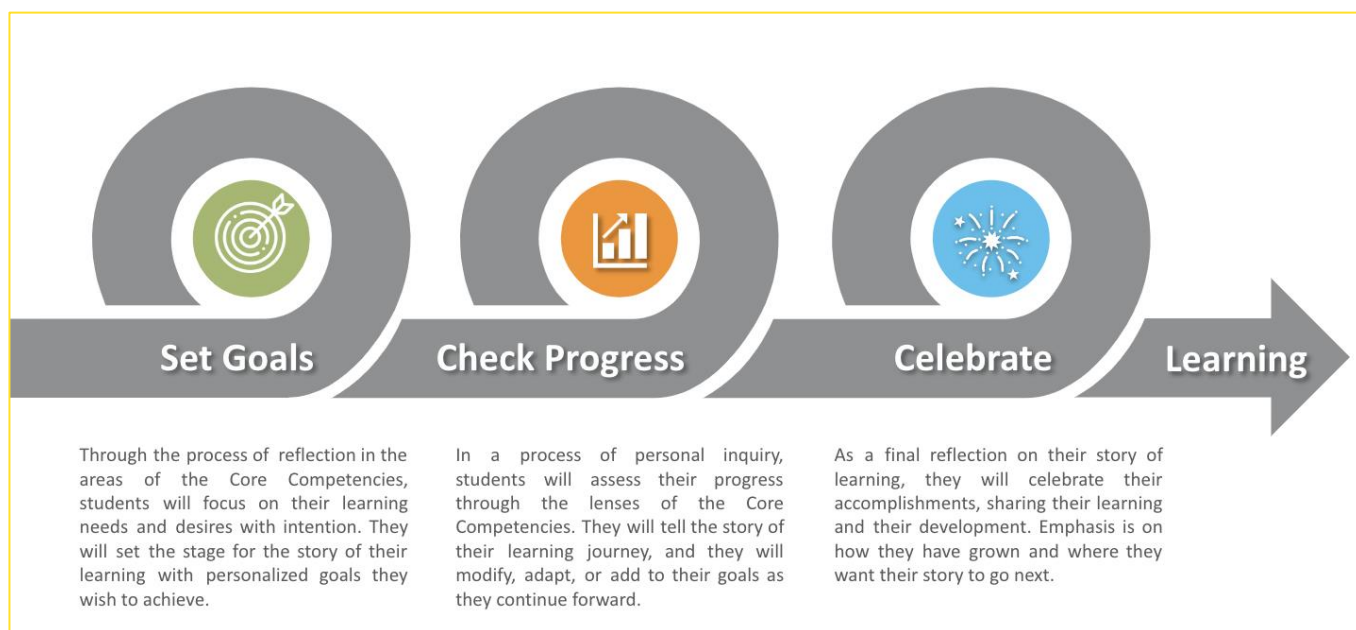 Set Goals
Check Progress
Celebrate
Learning
Through the process of reflection in the
areas of the Core Competencies,
students will focus on their learning
needs and desires with intention. They
will set the stage for the story of their
learning with personalized goals they
wish to achieve.
In a process of personal inquiry,
students will assess their progress
through the lenses of the Core
Competencies. They will tell the story of
their learning journey, and they will
modify, adapt, or add to their goals as
they continue forward.
As a final reflection on their story of
learning, they will celebrate their
accomplishments, sharing their learning
and their development. Emphasis is on
how they have grown and where they
want their story to go next.